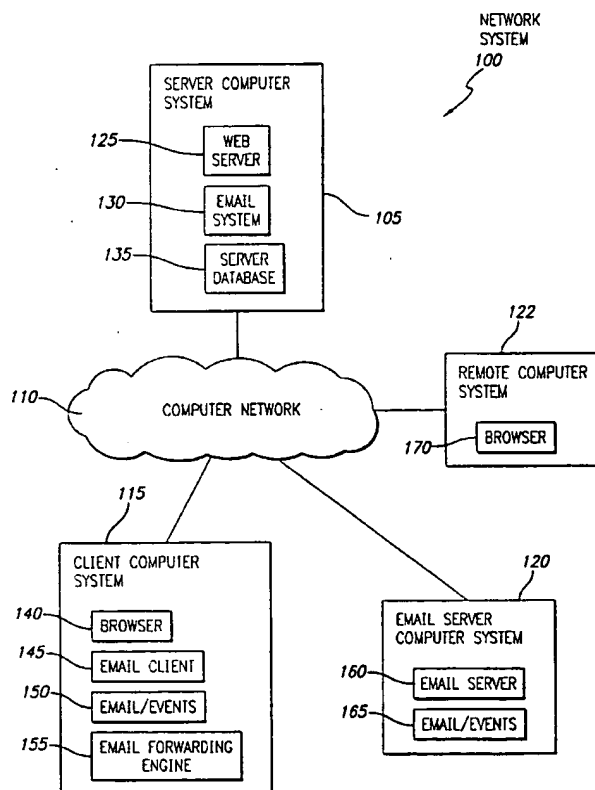 NETWORK
SYSTEM
100
SERVER COMPUTER
SYSTEM
125
WEB
SERVER
130
EMAIL
SYSTEM
105
135
SERVER
DATABASE
122
REMOTE COMPUTER
SYSTEM
110
COMPUTER NETWORK
170
BROWSER
115
CLIENT COMPUTER
SYSTEM
120
EMAIL SERVER
COMPUTER SYSTEM
140
BROWSER
145
EMAIL CLIENT
160
EMAIL SERVER
150
EMAIL/EVENTS
165
EMAIL/EVENTS
155
EMAIL FORWARDING
ENGINE